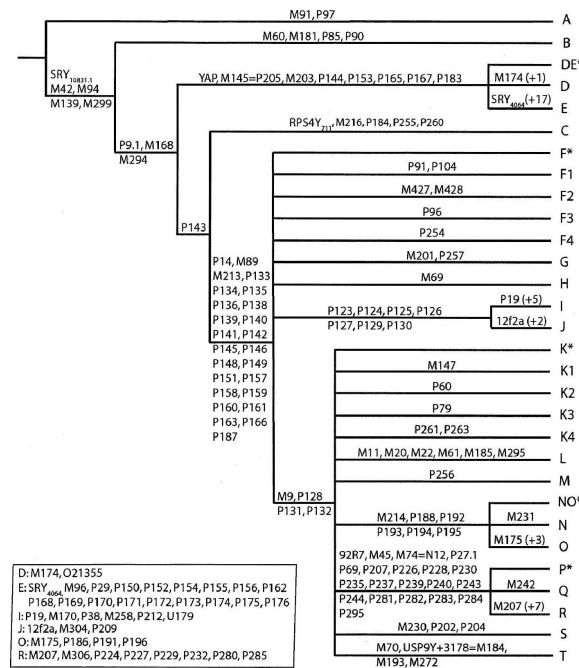 M91, P97
A
M60, M181, P85, P90
B
DE*
SRY10831.1
M42, M94
M139, M299
YAP, M145=P205, M203, P144, P153, P165, P167, P183
M174 (+1)
D
SRY4064 (+17)
E
RPS4Y711, M216, P184, P255, P260
C
P9.1, M168
M294
F*
P91, P104
F1
M427, M428
F2
P96
F3
P143
P254
F4
M201, P257
G
M69
H
P14, M89
M213, P133
P134, P135
P136, P138
P139, P140
P141, P142
P145, P146
P148, P149
P151, P157
P158, P159
P160, P161
P163, P166
P187
P123, P124, P125, P126
P127, P129, P130
P19 (+5)
I
12f2a (+2)
J
K*
M147
K1
P60
K2
P79
K3
P261, P263
K4
M11, M20, M22, M61, M185, M295
L
P256
M
M9, P128
P131, P132
NO*
M214, P188, P192
P193, P194, P195
M231
N
M175 (+3)
O
92R7, M45, M74=N12, P27.1
P69, P207, P226, P228, P230
P235, P237, P239, P240, P243
P244, P281, P282, P283, P284
P295
P*
M242
Q
M207 (+7)
R
M230, P202, P204
S
M70, USP9Y+3178=M184,
M193, M272
T
D: M174, O21355
E: SRY4064, M96, P29, P150, P152, P154, P155, P156, P162
P168, P169, P170, P171, P172, P173, P174, P175, P176
I: P19, M170, P38, M258, P212, U179
J: 12f2a, M304, P209
O: M175, P186, P191, P196
R: M207, M306, P224, P227, P229, P232, P280, P285